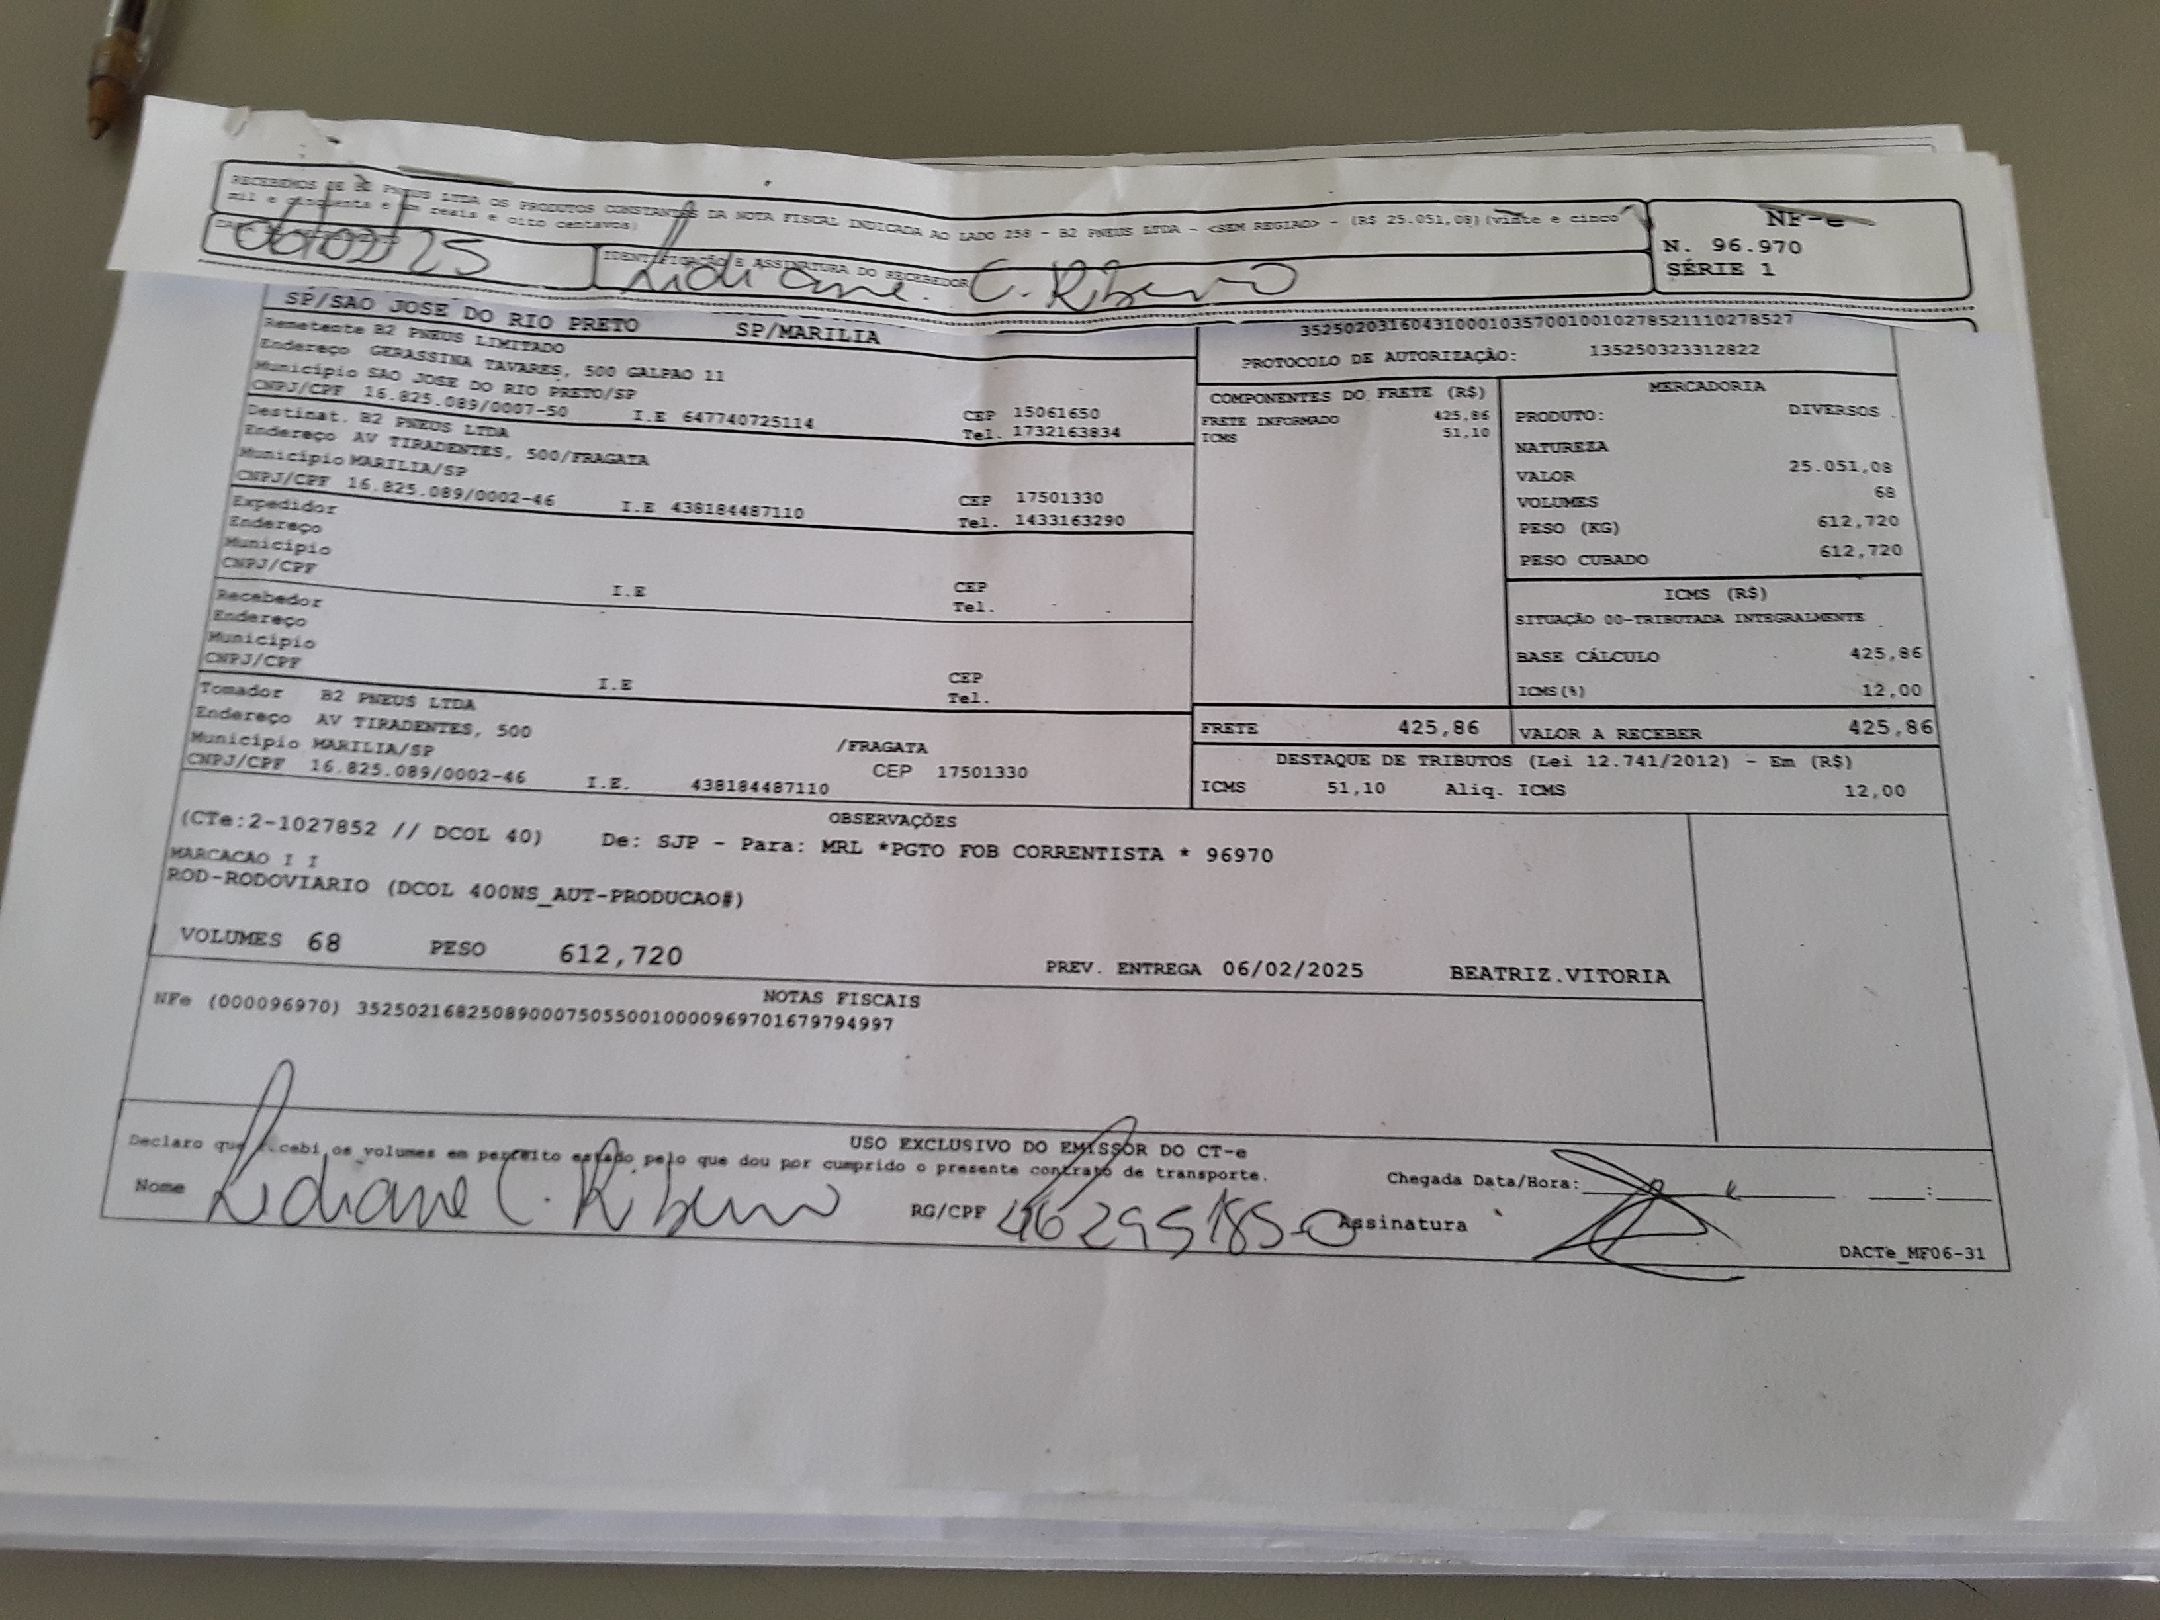 RECEBEMOS DE B2 PNEUS LTDA OS PRODUTOS CONSTANTES DA NOTA FISCAL INDICADA AO LADO 258 - B2 PNEUS LTDA - <SEM REGIAO> - (R$ 25.051,08)(vinte e cinco
mil e cinquenta e um reais e oito centavos)
06/02/25
IDENTIFICAÇÃO E ASSINATURA DO RECEBEDOR
Lidiane C. Ribeiro
NF-e
N. 96.970
SÉRIE 1
SP/SAO JOSE DO RIO PRETO SP/MARILIA
Remetente B2 PNEUS LIMITADO
Endereço GERASSINA TAVARES, 500 GALPAO 11
Município SAO JOSE DO RIO PRETO/SP CEP 15061650
CNPJ/CPF 16.825.089/0007-50 I.E 647740725114 Tel. 1732163834
Destinat. B2 PNEUS LTDA
Endereço AV TIRADENTES, 500/FRAGATA
Município MARILIA/SP CEP 17501330
CNPJ/CPF 16.825.089/0002-46 I.E 438184487110 Tel. 1433163290
Expedidor
Endereço
Município CEP
CNPJ/CPF I.E Tel.
Recebedor
Endereço
Município CEP
CNPJ/CPF I.E Tel.
Tomador B2 PNEUS LTDA
Endereço AV TIRADENTES, 500 /FRAGATA
Município MARILIA/SP CEP 17501330
CNPJ/CPF 16.825.089/0002-46 I.E. 438184487110
35250203160431000103570010010278521110278527
PROTOCOLO DE AUTORIZAÇÃO: 135250323312822
COMPONENTES DO FRETE (R$)
FRETE INFORMADO 425,86
ICMS 51,10
MERCADORIA
PRODUTO: DIVERSOS
NATUREZA
VALOR 25.051,08
VOLUMES 68
PESO (KG) 612,720
PESO CUBADO 612,720
ICMS (R$)
SITUAÇÃO 00-TRIBUTADA INTEGRALMENTE
BASE CÁLCULO 425,86
ICMS(%) 12,00
FRETE 425,86 VALOR A RECEBER 425,86
DESTAQUE DE TRIBUTOS (Lei 12.741/2012) - Em (R$)
ICMS 51,10 Aliq. ICMS 12,00
OBSERVAÇÕES
(CTe:2-1027852 // DCOL 40) De: SJP - Para: MRL *PGTO FOB CORRENTISTA * 96970
MARCACAO I I
ROD-RODOVIARIO (DCOL 400NS_AUT-PRODUCAO#)
VOLUMES 68 PESO 612,720 PREV. ENTREGA 06/02/2025 BEATRIZ.VITORIA
NOTAS FISCAIS
NFe (000096970) 35250216825089000750550010000969701679794997
USO EXCLUSIVO DO EMISSOR DO CT-e
Declaro que recebi os volumes em perfeito estado pelo que dou por cumprido o presente contrato de transporte.
Chegada Data/Hora: :
Nome Lidiane C. Ribeiro RG/CPF 46295185-0 Assinatura
DACTe_MF06-31